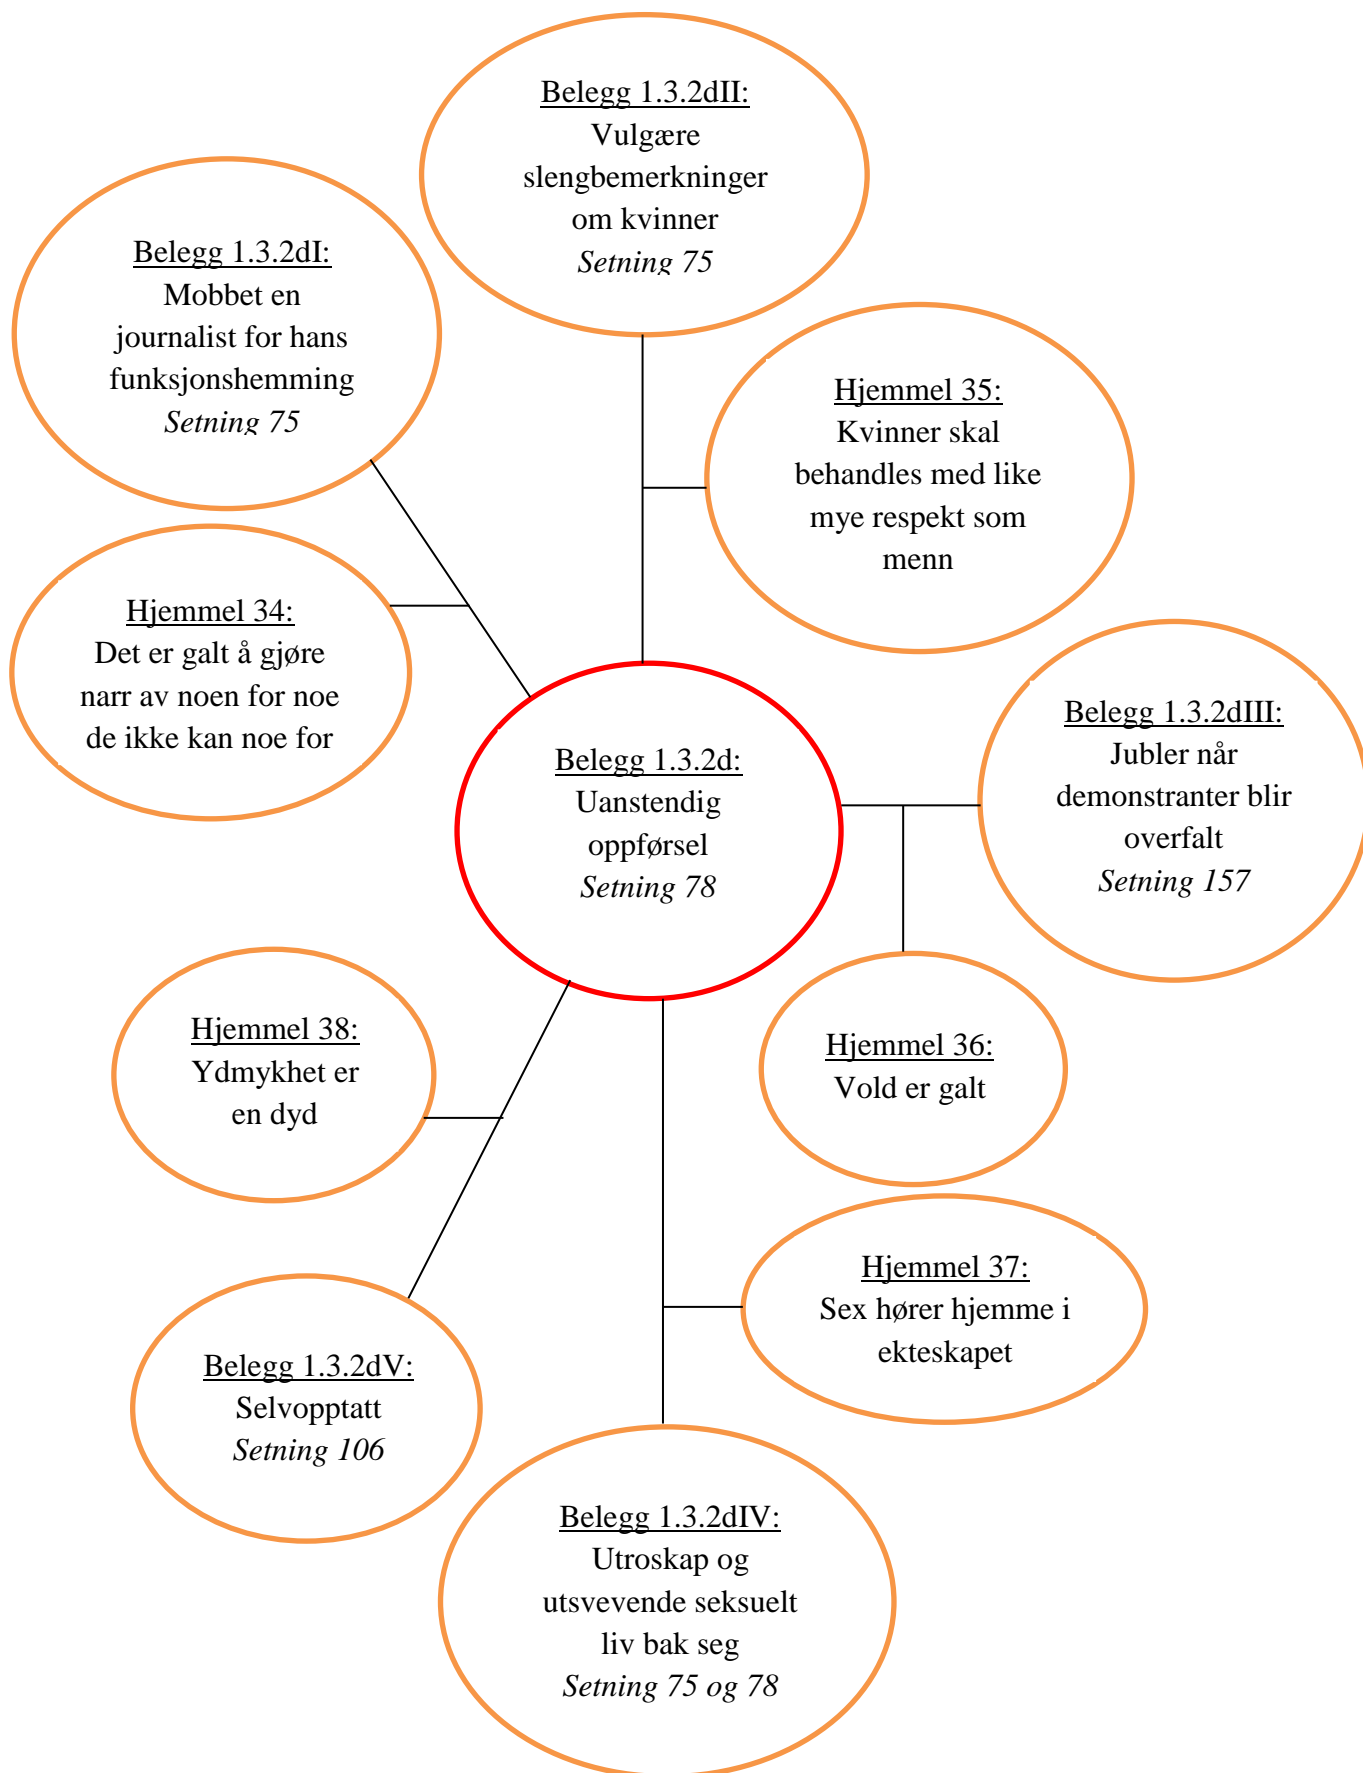 Belegg 1.3.2dII:
Vulgære
slengbemerkninger
om kvinner
Setning 75
Belegg 1.3.2dI:
Mobbet en
journalist for hans
funksjonshemming
Setning 75
Hjemmel 35:
Kvinner skal
behandles med like
mye respekt som
menn
Hjemmel 34:
Det er galt å gjøre
narr av noen for noe
de ikke kan noe for
Belegg 1.3.2d:
Uanstendig
oppførsel
Setning 78
Belegg 1.3.2dIII:
Jubler når
demonstranter blir
overfalt
Setning 157
Hjemmel 38:
Ydmykhet er
en dyd
Hjemmel 36:
Vold er galt
Hjemmel 37:
Sex hører hjemme i
ekteskapet
Belegg 1.3.2dV:
Selvopptatt
Setning 106
Belegg 1.3.2dIV:
Utroskap og
utsvevende seksuelt
liv bak seg
Setning 75 og 78